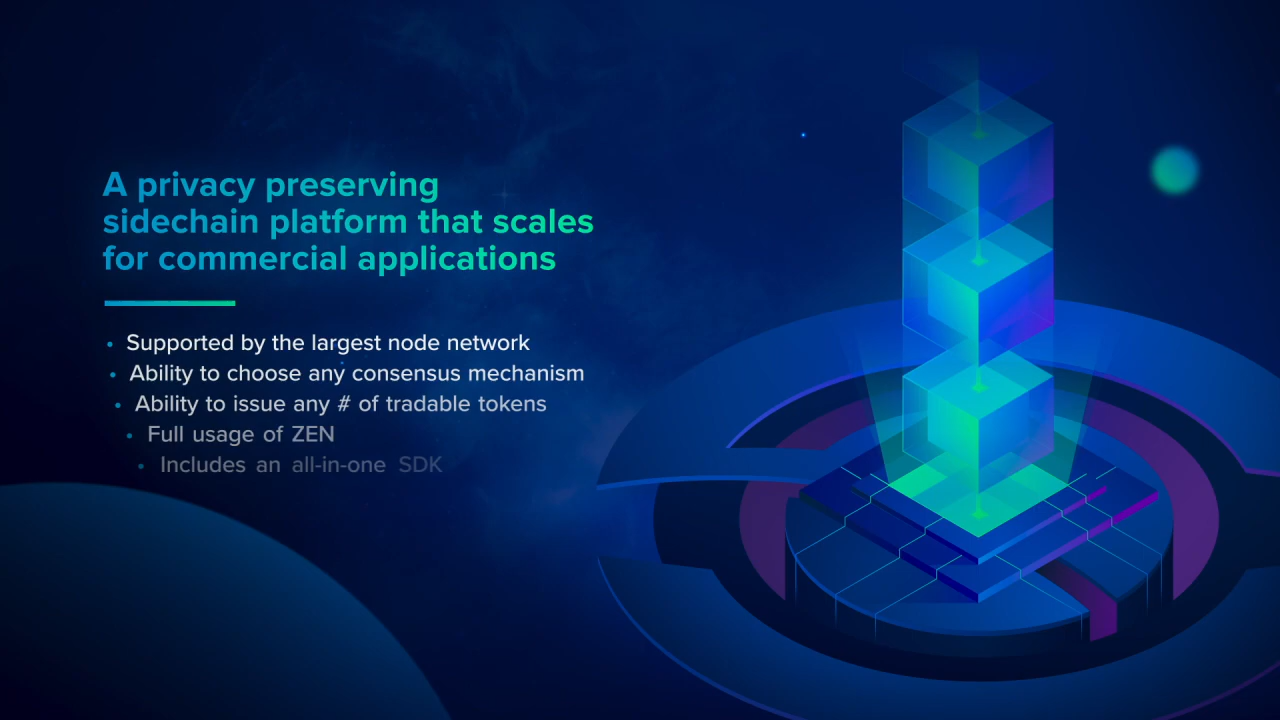 A privacy preserving
sidechain platform that scales
for commercial applications
• Supported by the largest node network
• Ability to choose any consensus mechanism
• Ability to issue any # of tradable tokens
• Full usage of ZEN
• Includes an all-in-one SDK